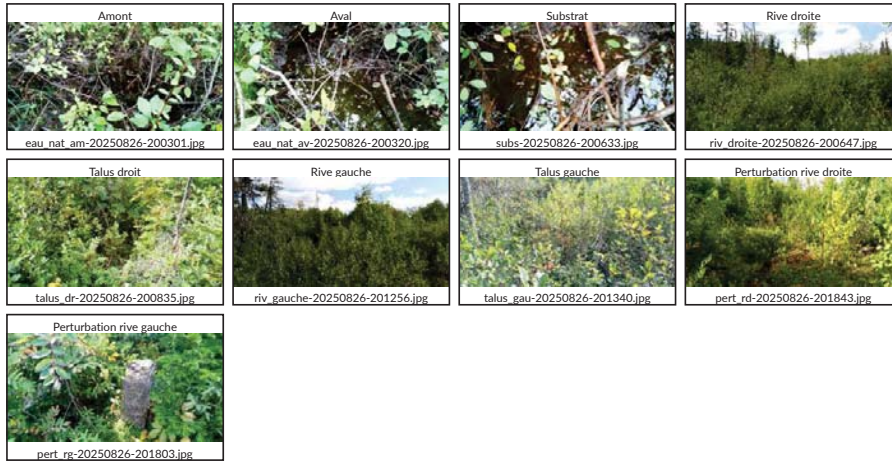 Amont
eau_nat_am-20250826-200301.jpg
Aval
eau_nat_av-20250826-200320.jpg
Substrat
subs-20250826-200633.jpg
Rive droite
riv_droite-20250826-200647.jpg
Talus droit
talus_dr-20250826-200835.jpg
Rive gauche
riv_gauche-20250826-201256.jpg
Talus gauche
talus_gau-20250826-201340.jpg
Perturbation rive droite
pert_rd-20250826-201843.jpg
Perturbation rive gauche
pert_rg-20250826-201803.jpg